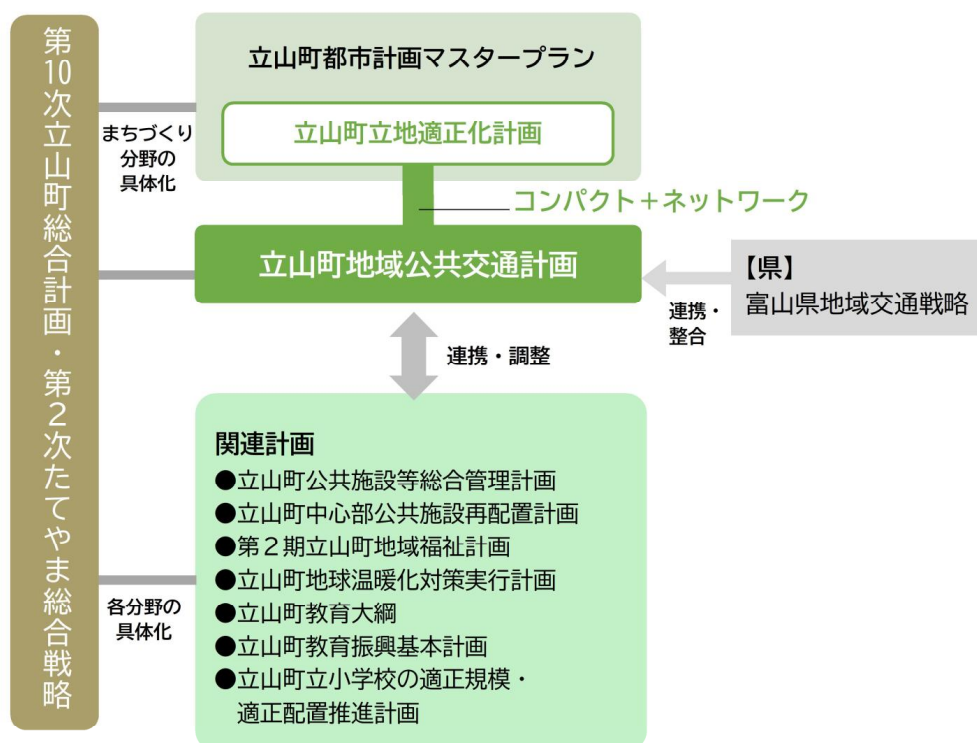 第10次立山町総合計画・第2次たてやま総合戦略
立山町都市計画マスタープラン
立山町立地適正化計画
まちづくり
分野の
具体化
コンパクト＋ネットワーク
立山町地域公共交通計画
【県】
富山県地域交通戦略
連携・
整合
連携・調整
関連計画
●立山町公共施設等総合管理計画
●立山町中心部公共施設再配置計画
●第２期立山町地域福祉計画
●立山町地球温暖化対策実行計画
●立山町教育大綱
●立山町教育振興基本計画
●立山町立小学校の適正規模・
適正配置推進計画
各分野の
具体化